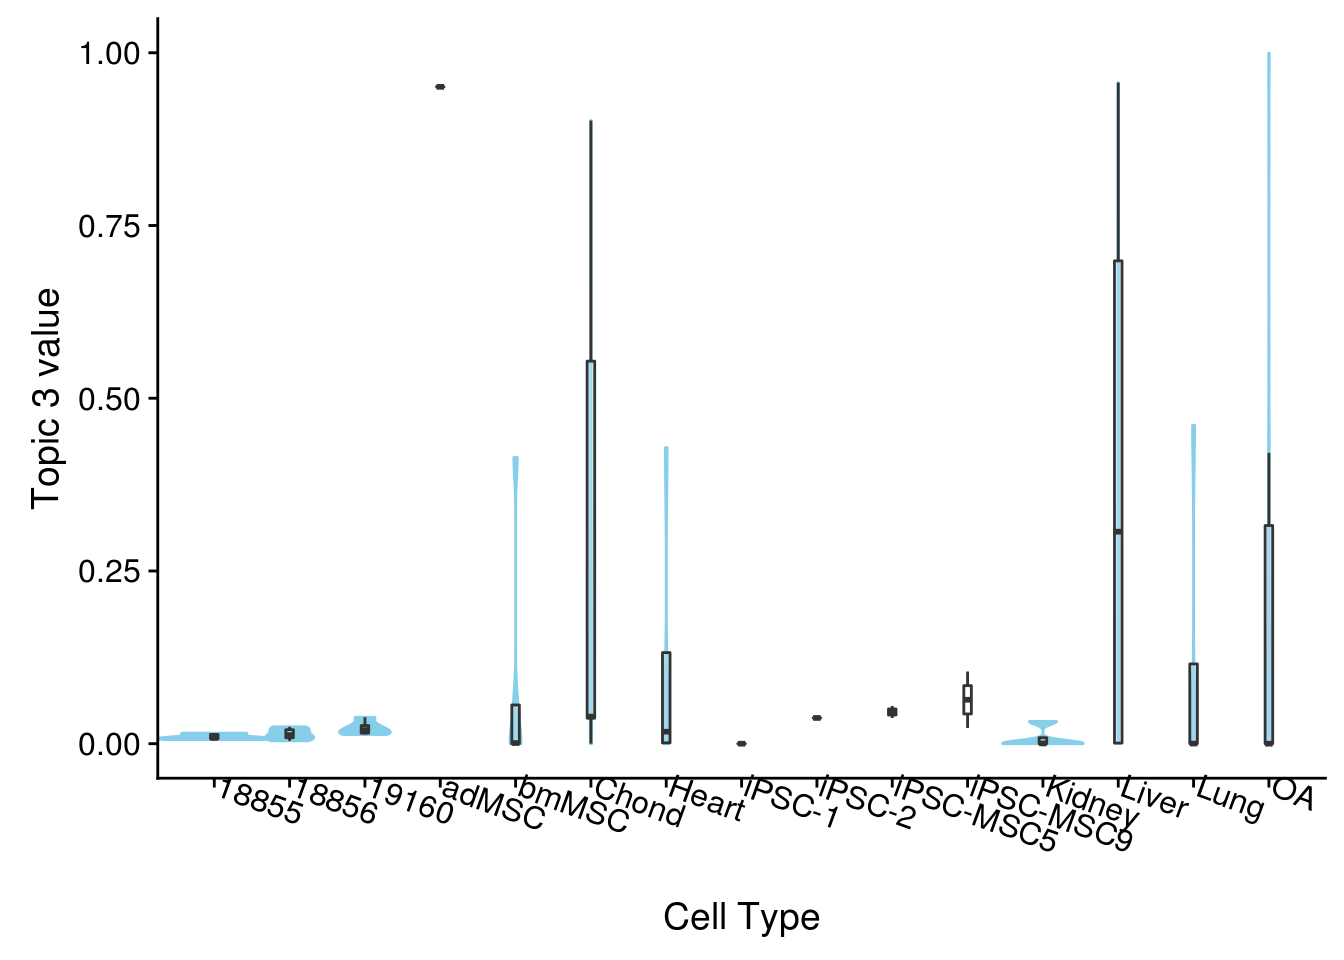 1.00
0.75
0.50
0.25
0.00
Topic 3 value
18855
18856
19160
adMSC
bmMSC
Chond
Heart
iPSC-1
iPSC-2
iPSC-MSC5
iPSC-MSC9
Kidney
Liver
Lung
OA
Cell Type